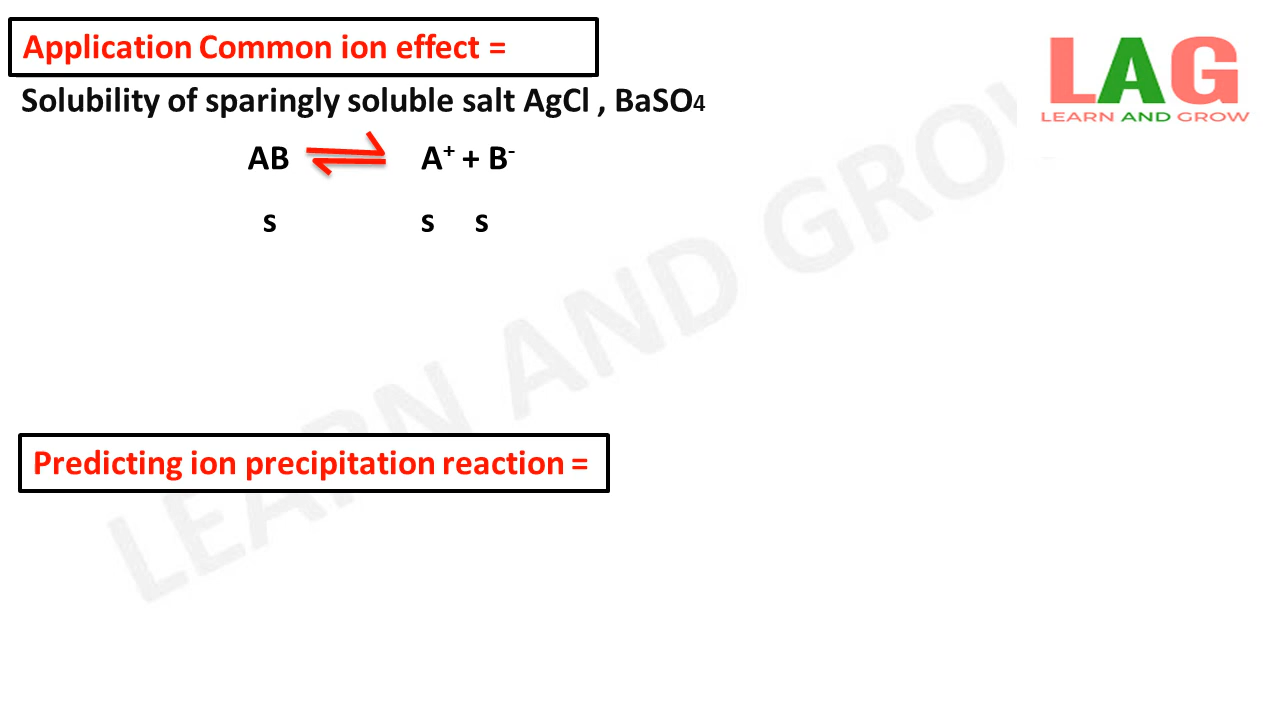 Application Common ion effect =
LAG
LEARN AND GROW
Solubility of sparingly soluble salt AgCl , BaSO4
AB ⇌ A⁺ + B⁻
s s s
Predicting ion precipitation reaction =
LEARN AND GROW